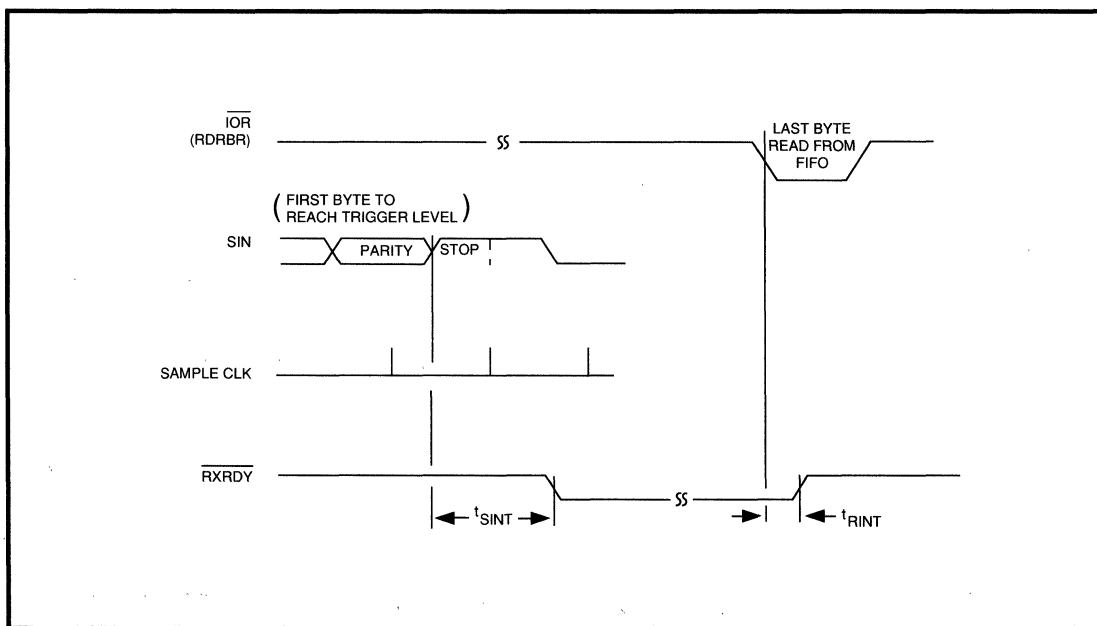 IOR
(RDRBR)
LAST BYTE
READ FROM
FIFO
( FIRST BYTE TO
REACH TRIGGER LEVEL )
SIN
PARITY
STOP
SAMPLE CLK
RXRDY
tSINT
tRINT